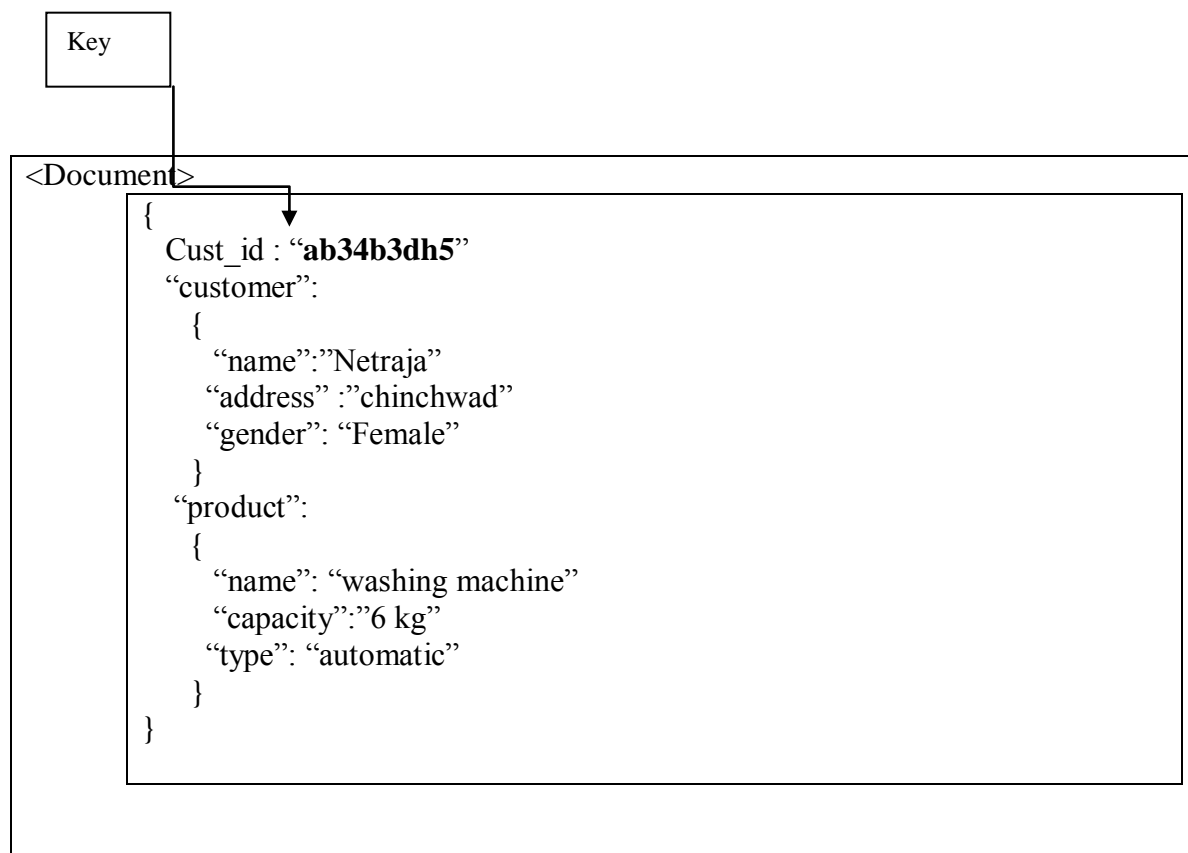 Key
<Document>
{
Cust_id : “ab34b3dh5”
“customer”:
{
“name”:”Netraja”
“address” :”chinchwad”
“gender”: “Female”
}
“product”:
{
“name”: “washing machine”
“capacity”:”6 kg”
“type”: “automatic”
}
}